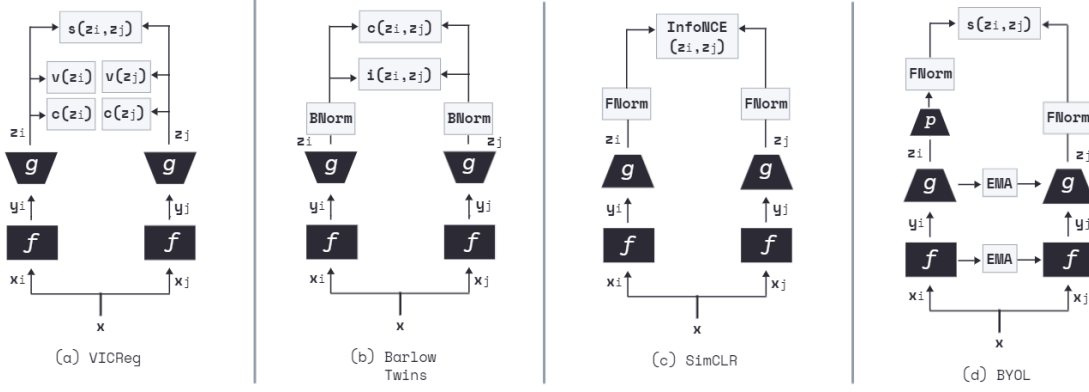 s(zi,zj)
v(zi) v(zj)
c(zi) c(zj)
zi zj
g g
yi yj
f f
xi xj
x
(a) VICReg
c(zi,zj)
i(zi,zj)
BNorm BNorm
zi zj
g g
yi yj
f f
xi xj
x
(b) Barlow
Twins
InfoNCE
(zi,zj)
FNorm FNorm
zi zj
g g
yi yj
f f
xi xj
x
(c) SimCLR
s(zi,zj)
FNorm
p FNorm
zi zj
g EMA g
yi yj
f EMA f
xi xj
x
(d) BYOL